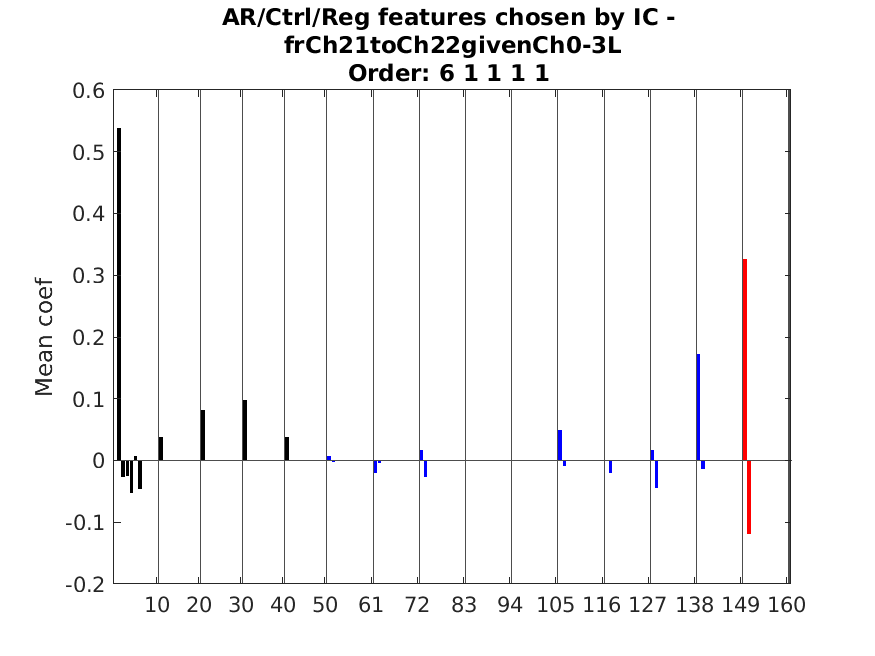 AR/Ctrl/Reg features chosen by IC -
frCh21toCh22givenCh0-3L
Order: 6 1 1 1 1
0.6
0.5
0.4
0.3
0.2
0.1
0
-0.1
-0.2
Mean coef
10 20 30 40 50 61 72 83 94 105 116 127 138 149 160